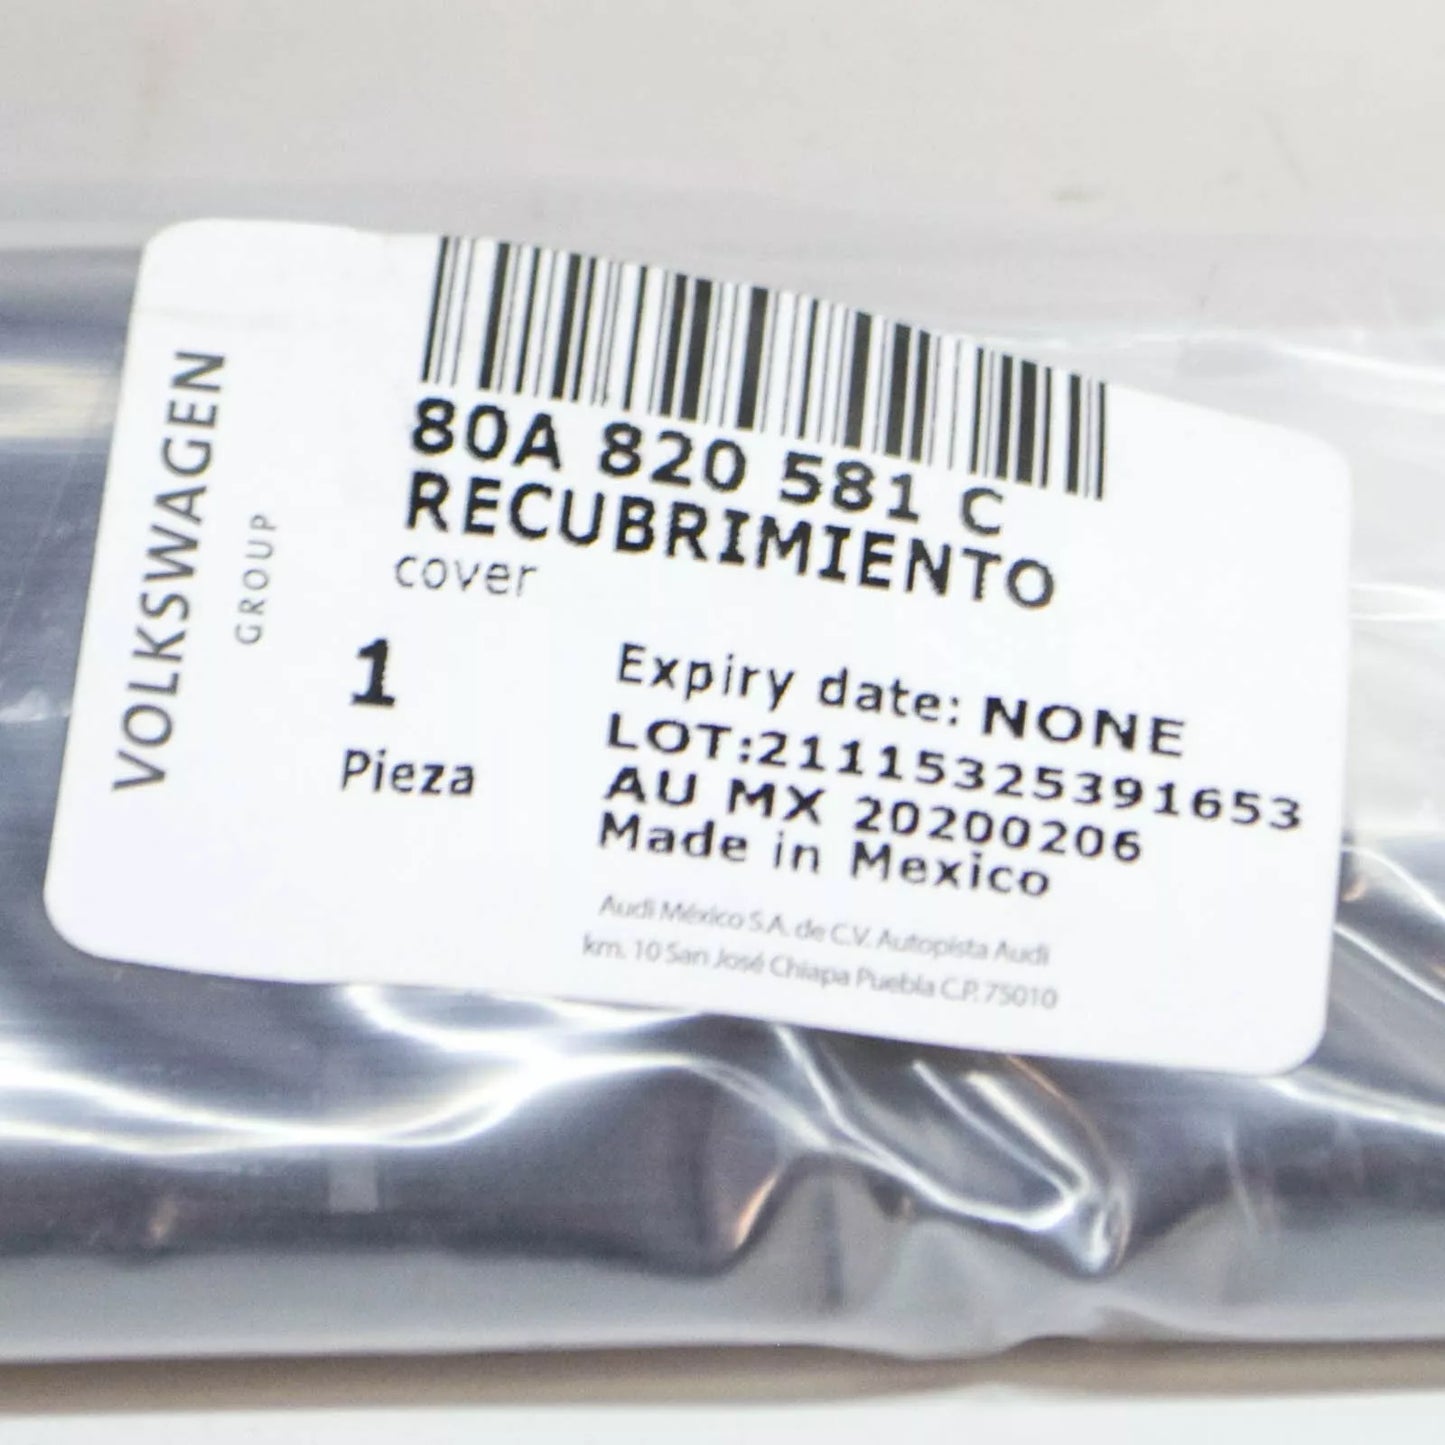 VOLKSWAGEN
GROUP
80A 820 581 C
RECUBRIMIENTO
cover
1
Pieza
Expiry date: NONE
LOT:21115325391653
AU MX 20200206
Made in Mexico
Audi México S.A. de C.V. Autopista Audi
km. 10 San José Chiapa Puebla C.P. 75010